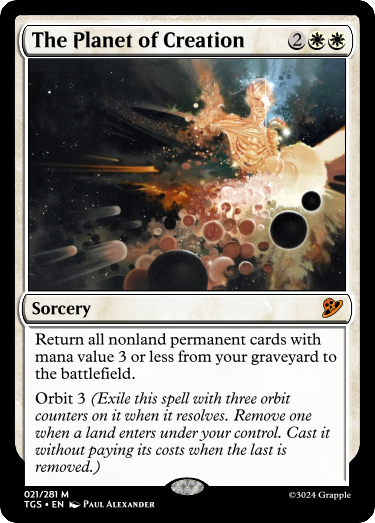 The Planet of Creation 2
Sorcery
Return all nonland permanent cards with
mana value 3 or less from your graveyard to
the battlefield.
Orbit 3 (Exile this spell with three orbit
counters on it when it resolves. Remove one
when a land enters under your control. Cast it
without paying its costs when the last is
removed.)
021/281 M
TGS • EN Paul Alexander
©3024 Grapple